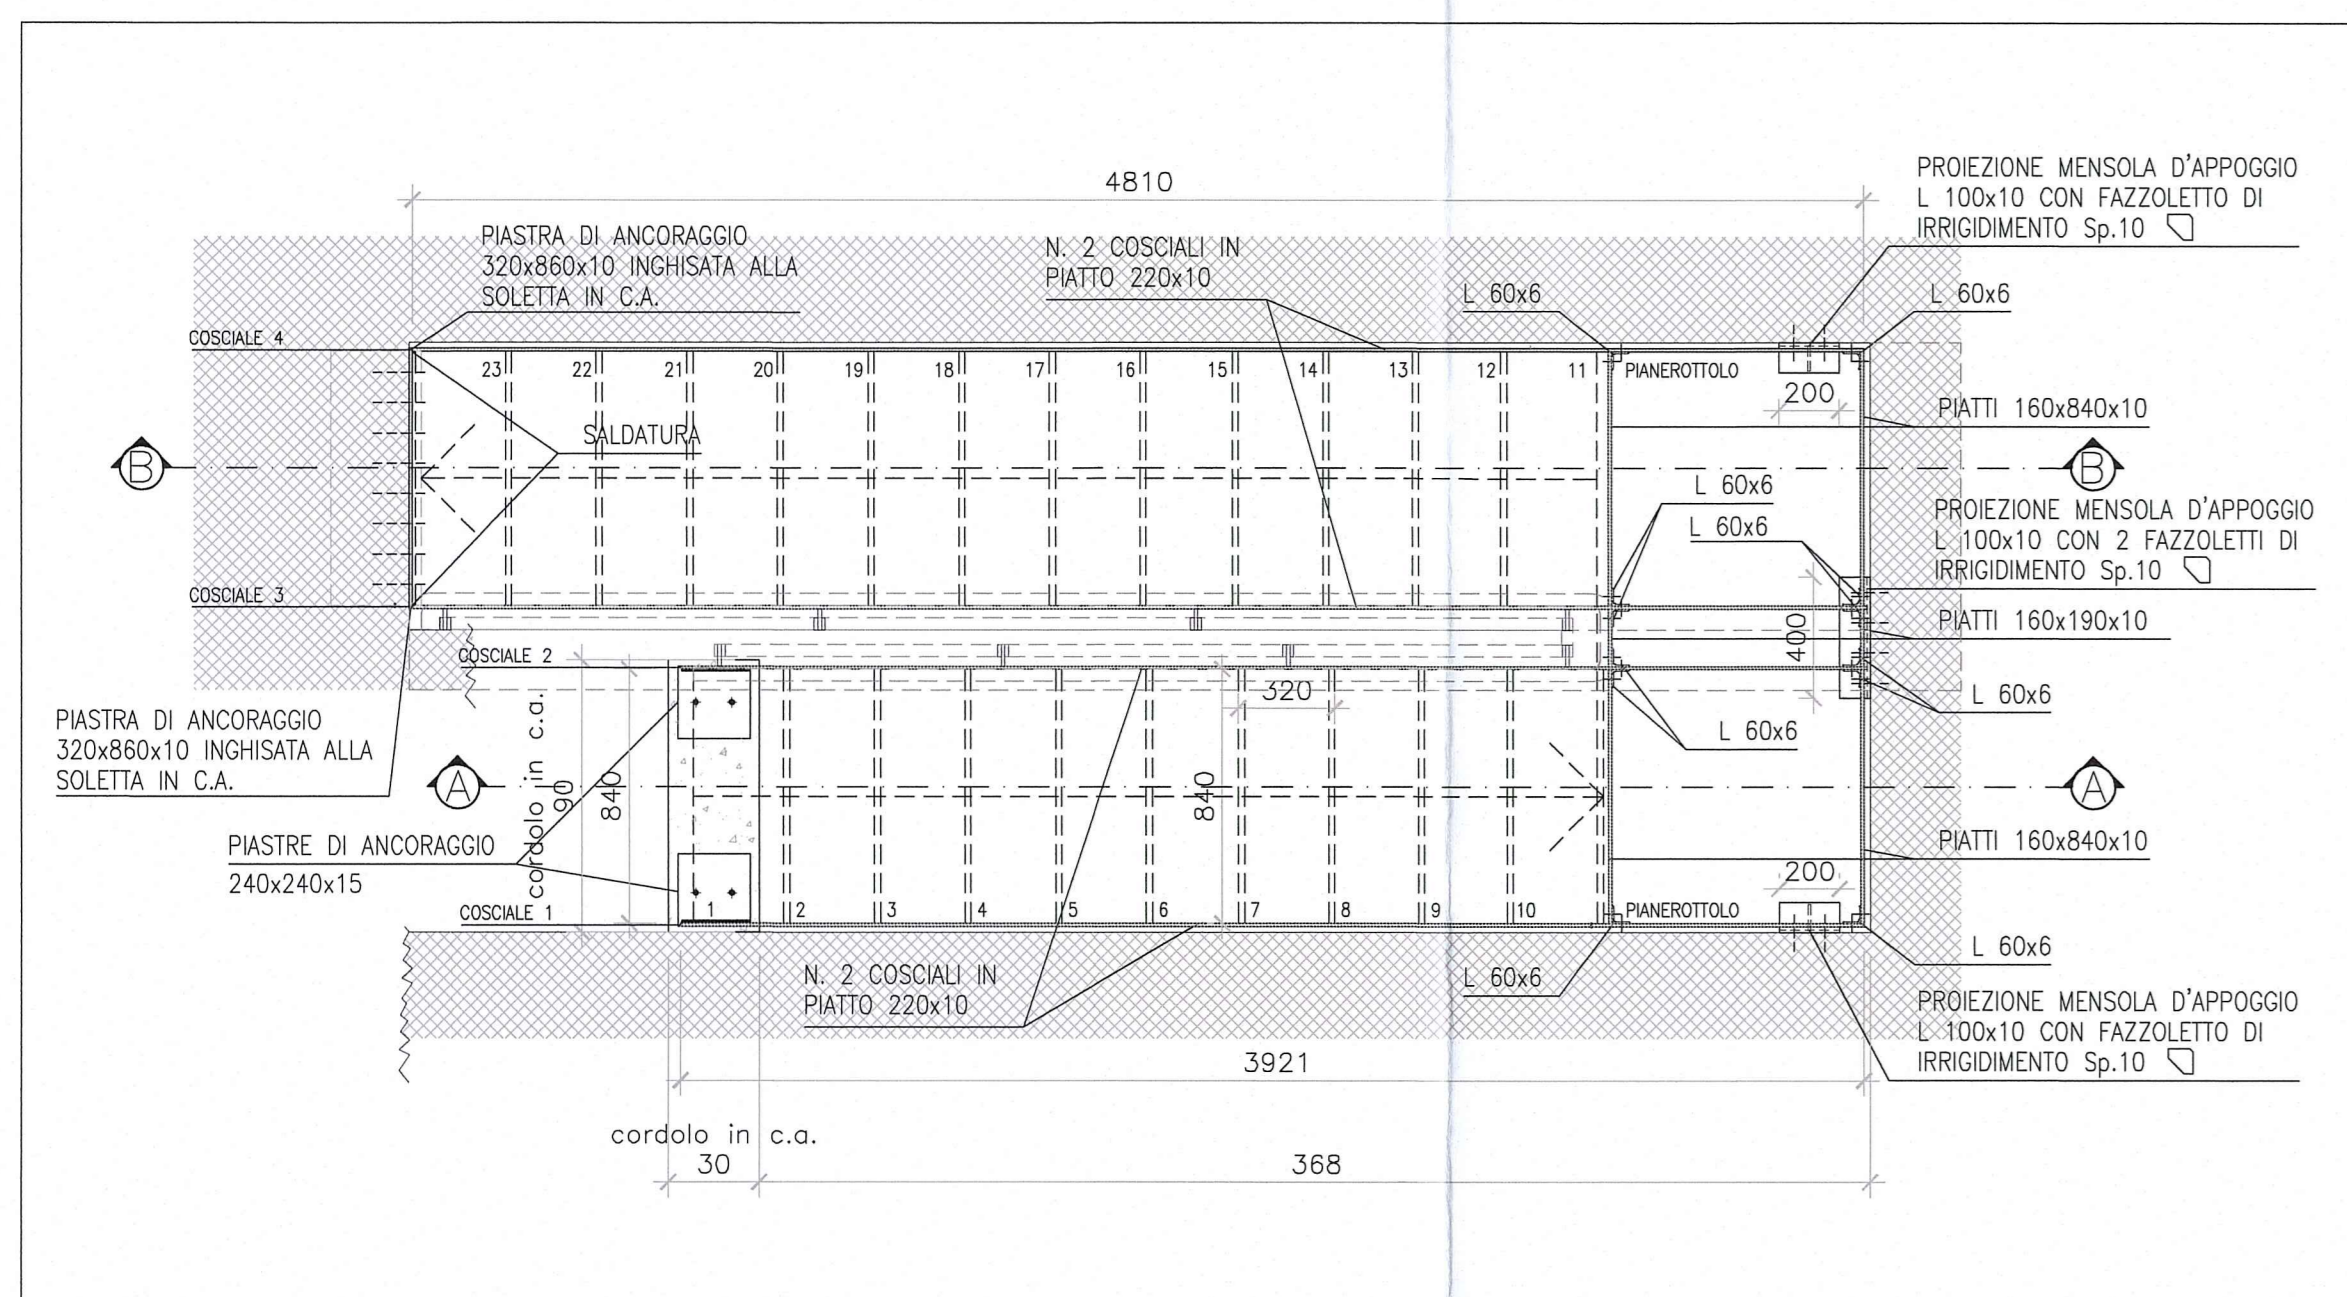 4810
PROIEZIONE MENSOLA D'APPOGGIO
L 100x10 CON FAZZOLETTO DI
IRRIGIDIMENTO Sp.10
PIASTRA DI ANCORAGGIO
320x860x10 INGHISATA ALLA
SOLETTA IN C.A.
N. 2 COSCIALI IN
PIATTO 220x10
L 60x6
L 60x6
COSCIALE 4
23
22
21
20
19
18
17
16
15
14
13
12
11
PIANEROTTOLO
200
PIATTI 160x840x10
SALDATURA
B
B
L 60x6
L 60x6
PROIEZIONE MENSOLA D'APPOGGIO
L 100x10 CON 2 FAZZOLETTI DI
IRRIGIDIMENTO Sp.10
COSCIALE 3
400
PIATTI 160x190x10
COSCIALE 2
320
L 60x6
PIASTRA DI ANCORAGGIO
320x860x10 INGHISATA ALLA
SOLETTA IN C.A.
L 60x6
cordolo in c.a.
90
840
840
A
A
PIASTRE DI ANCORAGGIO
240x240x15
PIATTI 160x840x10
200
COSCIALE 1
1
2
3
4
5
6
7
8
9
10
PIANEROTTOLO
L 60x6
N. 2 COSCIALI IN
PIATTO 220x10
L 60x6
PROIEZIONE MENSOLA D'APPOGGIO
L 100x10 CON FAZZOLETTO DI
IRRIGIDIMENTO Sp.10
3921
cordolo in c.a.
30
368